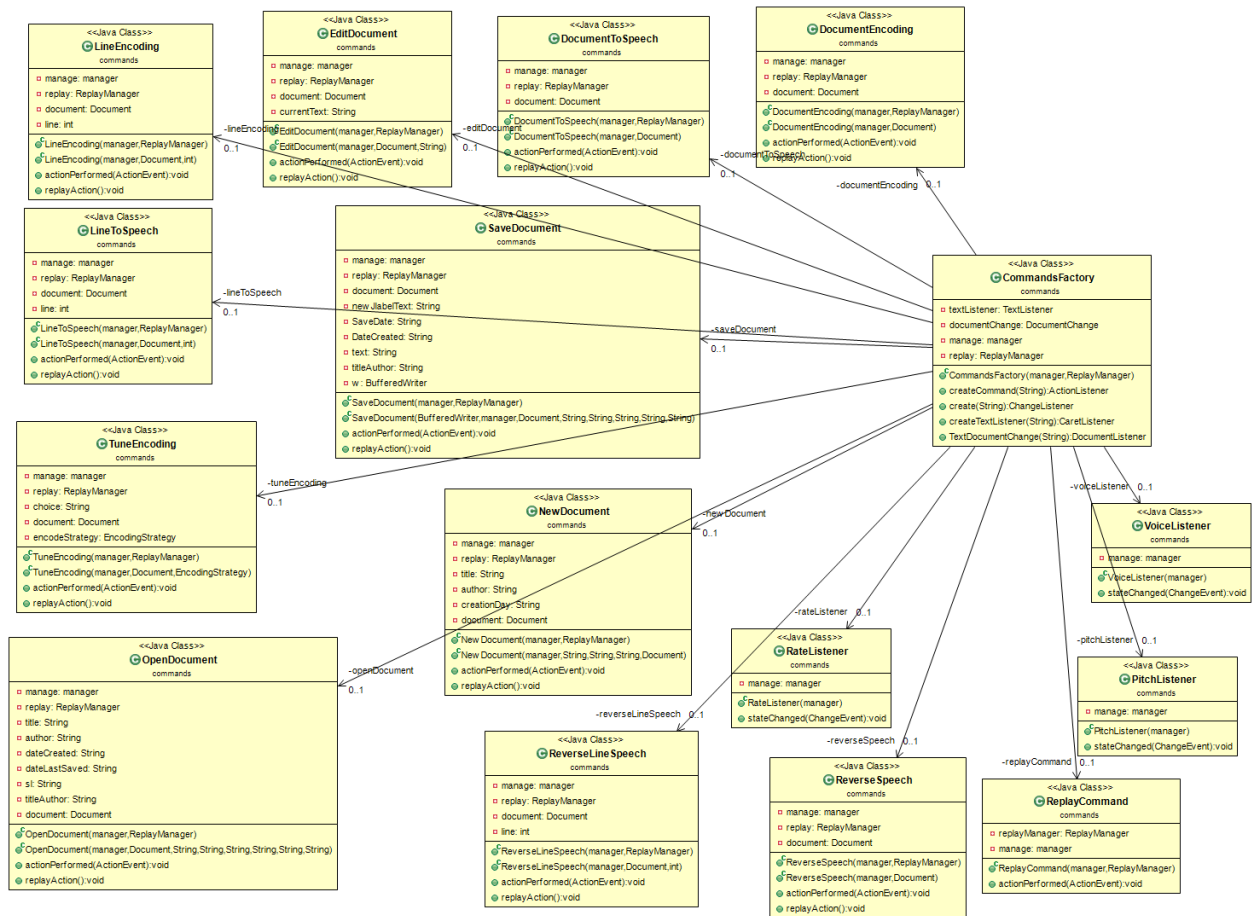 <<Java Class>>
LineEncoding
commands
manage: manager
replay: ReplayManager
document: Document
line: int
LineEncoding(manager,ReplayManager)
LineEncoding(manager,Document,int)
actionPerformed(ActionEvent):void
replayAction():void
<<Java Class>>
EditDocument
commands
manage: manager
replay: ReplayManager
document: Document
currentText: String
EditDocument(manager,ReplayManager)
EditDocument(manager,Document,String)
actionPerformed(ActionEvent):void
replayAction():void
<<Java Class>>
DocumentToSpeech
commands
manage: manager
replay: ReplayManager
document: Document
DocumentToSpeech(manager,ReplayManager)
DocumentToSpeech(manager,Document)
actionPerformed(ActionEvent):void
replayAction():void
<<Java Class>>
DocumentEncoding
commands
manage: manager
replay: ReplayManager
document: Document
DocumentEncoding(manager,ReplayManager)
DocumentEncoding(manager,Document)
actionPerformed(ActionEvent):void
replayAction():void
-lineEncoding
0..1
-editDocument
0..1
-documentToSpeech
0..1
-documentEncoding 0..1
<<Java Class>>
LineToSpeech
commands
manage: manager
replay: ReplayManager
document: Document
line: int
LineToSpeech(manager,ReplayManager)
LineToSpeech(manager,Document,int)
actionPerformed(ActionEvent):void
replayAction():void
-lineToSpeech
0..1
<<Java Class>>
SaveDocument
commands
manage: manager
replay: ReplayManager
document: Document
newJlabelText: String
SaveDate: String
DateCreated: String
text: String
titleAuthor: String
w: BufferedWriter
SaveDocument(manager,ReplayManager)
SaveDocument(BufferedWriter,manager,Document,String,String,String,String,String)
actionPerformed(ActionEvent):void
replayAction():void
-saveDocument
0..1
<<Java Class>>
CommandsFactory
commands
textListener: TextListener
documentChange: DocumentChange
manage: manager
replay: ReplayManager
CommandsFactory(manager,ReplayManager)
createCommand(String):ActionListener
create(String):ChangeListener
createTextListener(String):CaretListener
TextDocumentChange(String):DocumentListener
<<Java Class>>
TuneEncoding
commands
manage: manager
replay: ReplayManager
choice: String
document: Document
encodeStrategy: EncodingStrategy
TuneEncoding(manager,ReplayManager)
TuneEncoding(manager,Document,EncodingStrategy)
actionPerformed(ActionEvent):void
replayAction():void
-tuneEncoding
0..1
<<Java Class>>
NewDocument
commands
manage: manager
replay: ReplayManager
title: String
author: String
creationDay: String
document: Document
NewDocument(manager,ReplayManager)
NewDocument(manager,String,String,String,Document)
actionPerformed(ActionEvent):void
replayAction():void
-newDocument
0..1
-voiceListener 0..1
<<Java Class>>
VoiceListener
commands
manage: manager
VoiceListener(manager)
stateChanged(ChangeEvent):void
-rateListener 0..1
<<Java Class>>
RateListener
commands
manage: manager
RateListener(manager)
stateChanged(ChangeEvent):void
-pitchListener 0..1
<<Java Class>>
PitchListener
commands
manage: manager
PitchListener(manager)
stateChanged(ChangeEvent):void
<<Java Class>>
OpenDocument
commands
manage: manager
replay: ReplayManager
title: String
author: String
dateCreated: String
dateLastSaved: String
sl: String
titleAuthor: String
document: Document
OpenDocument(manager,ReplayManager)
OpenDocument(manager,Document,String,String,String,String,String,String)
actionPerformed(ActionEvent):void
replayAction():void
-openDocument
0..1
-reverseLineSpeech 0..1
<<Java Class>>
ReverseLineSpeech
commands
manage: manager
replay: ReplayManager
document: Document
line: int
ReverseLineSpeech(manager,ReplayManager)
ReverseLineSpeech(manager,Document,int)
actionPerformed(ActionEvent):void
replayAction():void
-reverseSpeech 0..1
<<Java Class>>
ReverseSpeech
commands
manage: manager
replay: ReplayManager
document: Document
ReverseSpeech(manager,ReplayManager)
ReverseSpeech(manager,Document)
actionPerformed(ActionEvent):void
replayAction():void
-replayCommand 0..1
<<Java Class>>
ReplayCommand
commands
replayManager: ReplayManager
manage: manager
ReplayCommand(manager,ReplayManager)
actionPerformed(ActionEvent):void